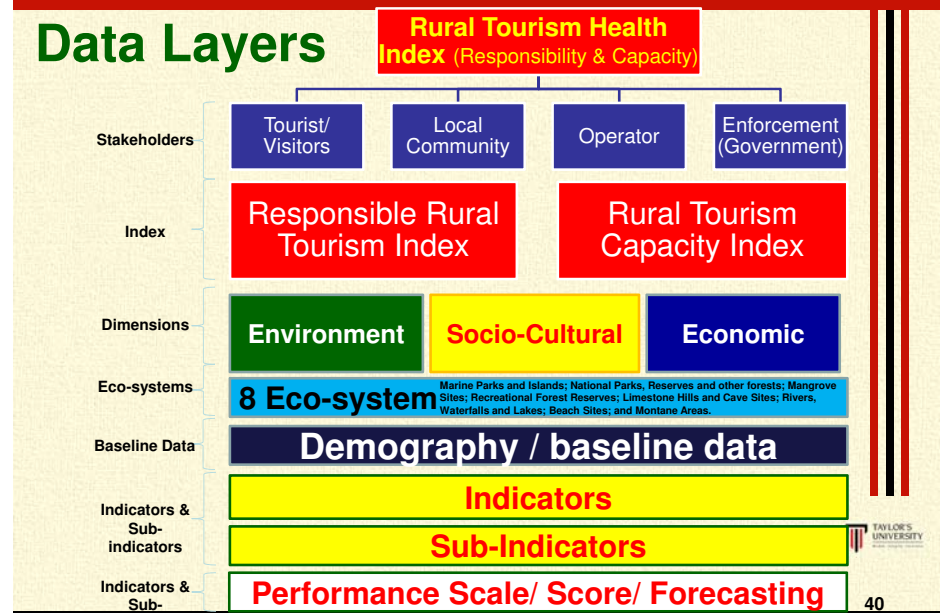 Data Layers
Rural Tourism Health
Index (Responsibility & Capacity)
Stakeholders
Tourist/
Visitors
Local
Community
Operator
Enforcement
(Government)
Index
Responsible Rural
Tourism Index
Rural Tourism
Capacity Index
Dimensions
Environment
Socio-Cultural
Economic
Eco-systems
8 Eco-system
Marine Parks and Islands; National Parks, Reserves and other forests; Mangrove
Sites; Recreational Forest Reserves; Limestone Hills and Cave Sites; Rivers,
Waterfalls and Lakes; Beach Sites; and Montane Areas.
Baseline Data
Demography / baseline data
Indicators &
Sub-
indicators
Indicators
Sub-Indicators
TAYLOR'S
UNIVERSITY
Indicators &
Sub-
Performance Scale/ Score/ Forecasting
40